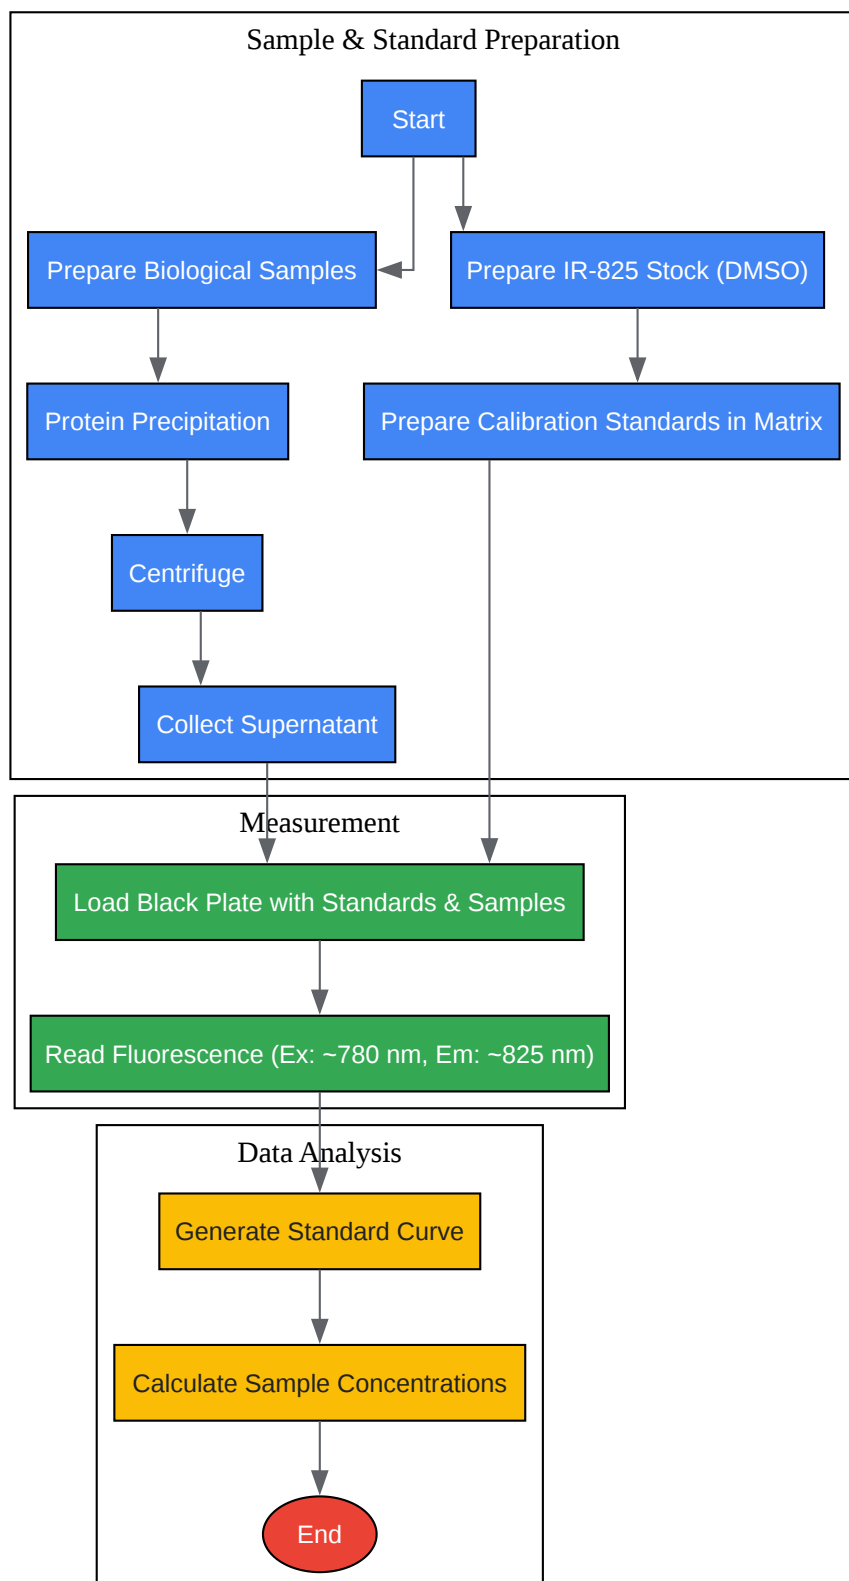 Sample & Standard Preparation
Start
Prepare Biological Samples
Prepare IR-825 Stock (DMSO)
Protein Precipitation
Prepare Calibration Standards in Matrix
Centrifuge
Collect Supernatant
Measurement
Load Black Plate with Standards & Samples
Read Fluorescence (Ex: ~780 nm, Em: ~825 nm)
Data Analysis
Generate Standard Curve
Calculate Sample Concentrations
End